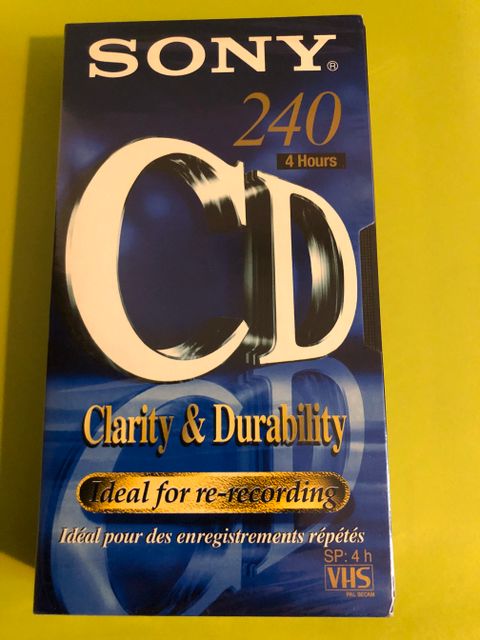 SONY®
240
4 Hours
CD
Clarity & Durability
Ideal for re-recording
Idéal pour des enregistrements répétés
SP: 4 h
VHS
PAL SECAM